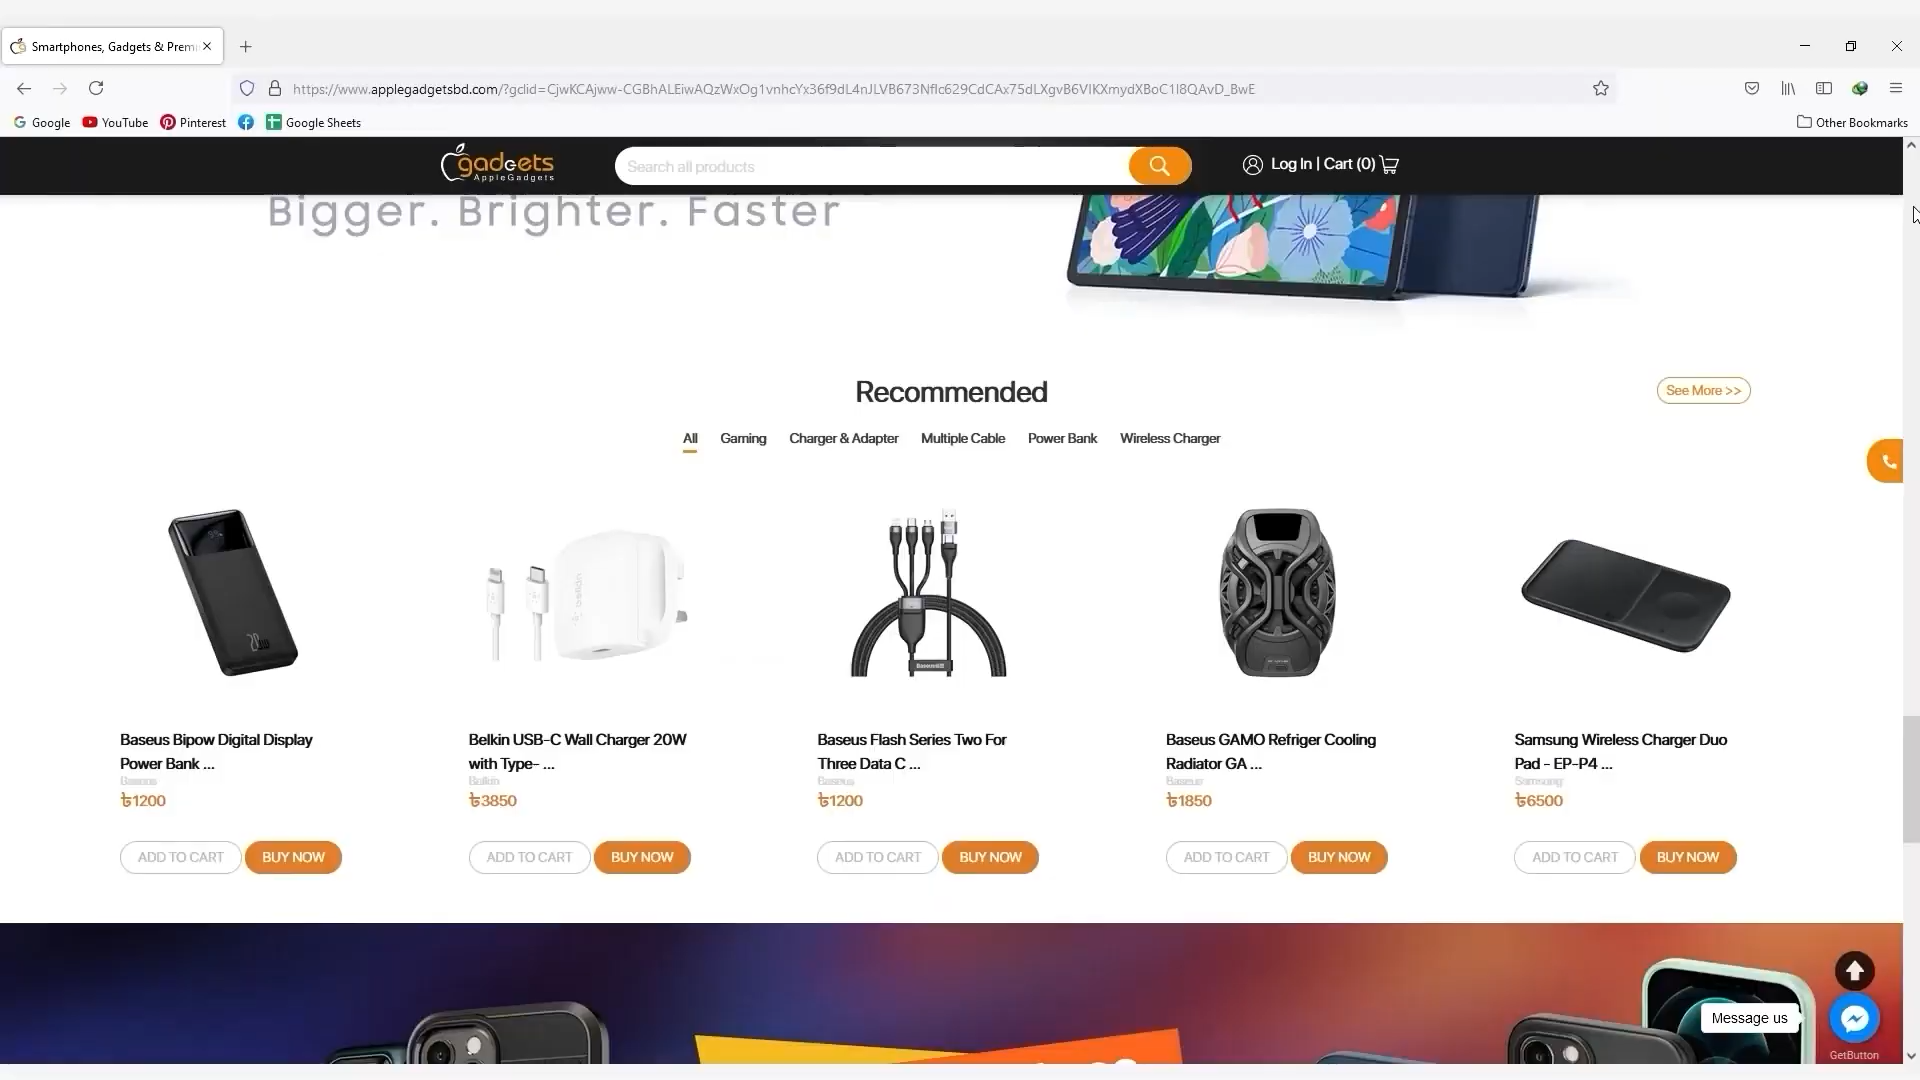 Smartphones, Gadgets & Prem
https://www.applegadgetsbd.com/?gclid=CjwKCAjww-CGBhALEiwAQzWxOg1vnhcYx36f9dL4nJLVB673Nflc629CdCAx75dLXgvB6VIKXmydXBoC1l8QAvD_BwE
Google YouTube Pinterest Google Sheets Other Bookmarks
gadgets
AppleGadgets
Search all products
Log In | Cart (0)
Bigger. Brighter. Faster
Recommended
See More >>
All Gaming Charger & Adapter Multiple Cable Power Bank Wireless Charger
Baseus Bipow Digital Display
Power Bank ...
Baseus
৳1200
ADD TO CART BUY NOW
Belkin USB-C Wall Charger 20W
with Type- ...
Belkin
৳3850
ADD TO CART BUY NOW
Baseus Flash Series Two For
Three Data C ...
Baseus
৳1200
ADD TO CART BUY NOW
Baseus GAMO Refriger Cooling
Radiator GA ...
Baseus
৳1850
ADD TO CART BUY NOW
Samsung Wireless Charger Duo
Pad - EP-P4 ...
Samsung
৳6500
ADD TO CART BUY NOW
Message us
GetButton